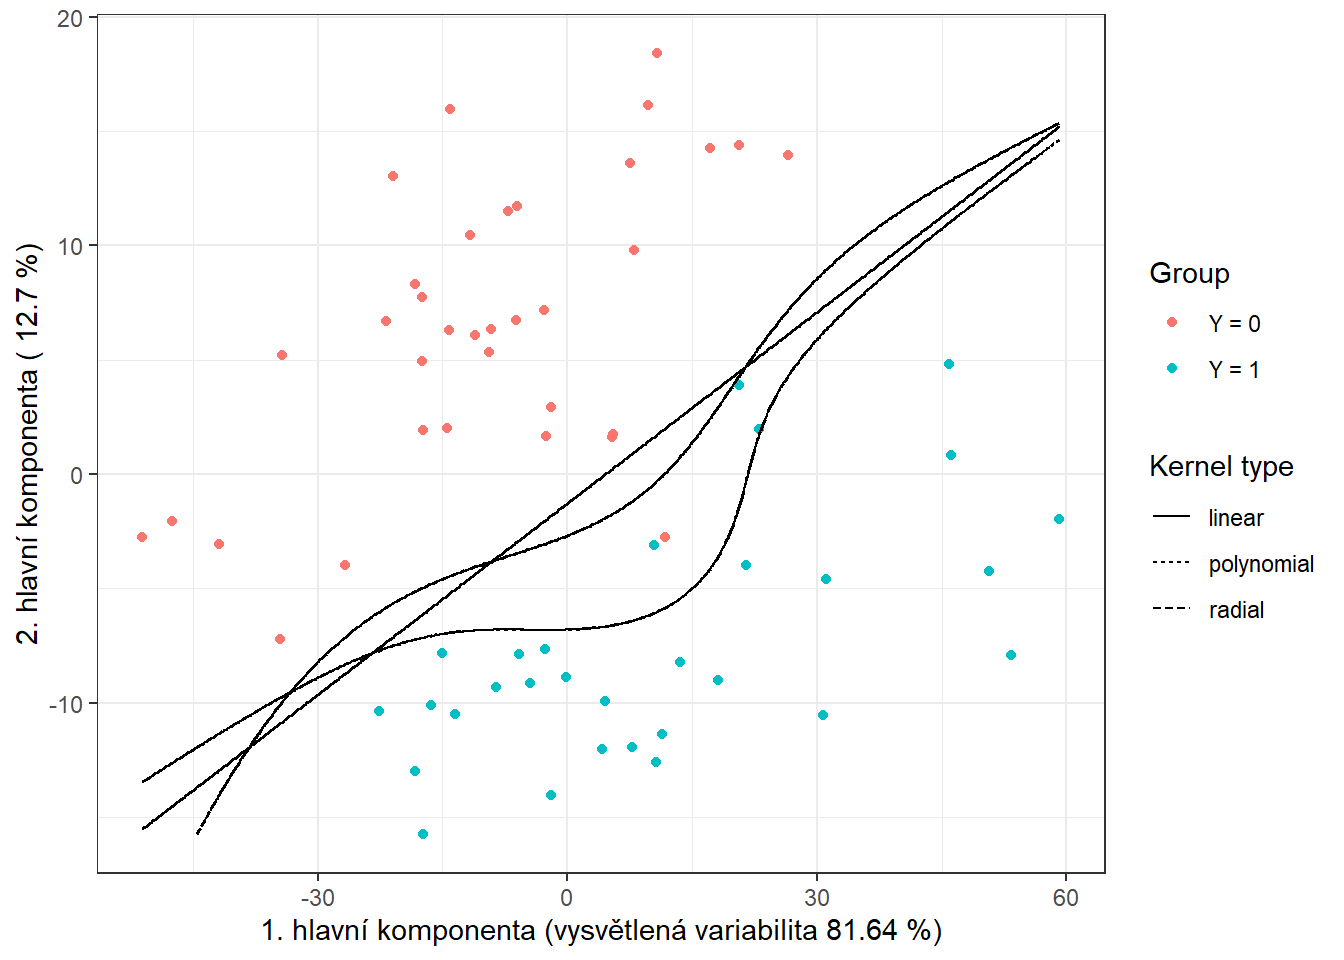 20
10
0
-10
-30
0
30
60
1. hlavní komponenta (vysvětlená variabilita 81.64 %)
2. hlavní komponenta ( 12.7 %)
Group
Y = 0
Y = 1
Kernel type
linear
polynomial
radial